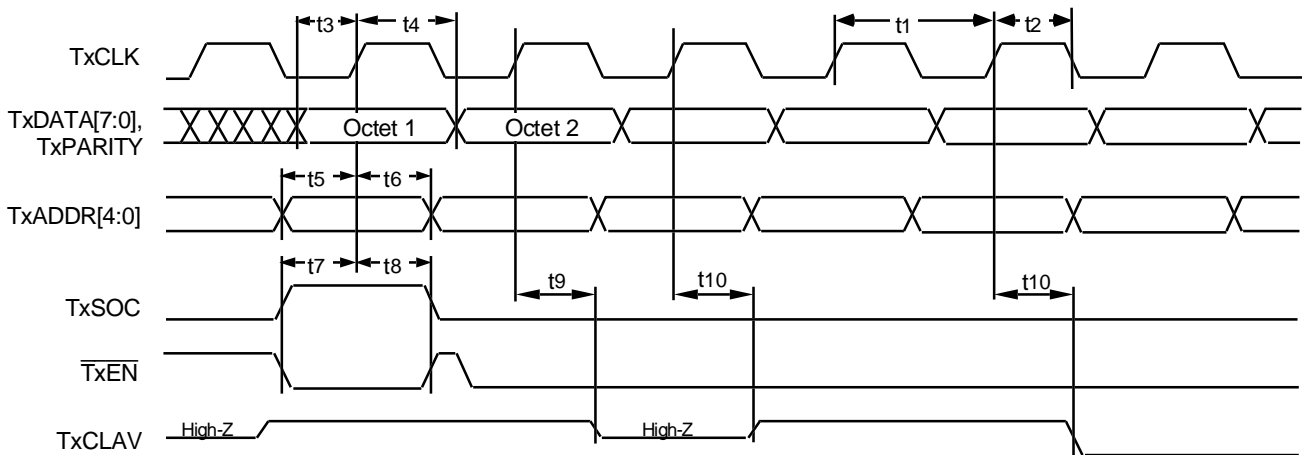 t3 t4 t1 t2
TxCLK
TxDATA[7:0],
TxPARITY
Octet 1 Octet 2
t5 t6
TxADDR[4:0]
t7 t8 t9 t10 t10
TxSOC
TxEN
TxCLAV
High-Z High-Z